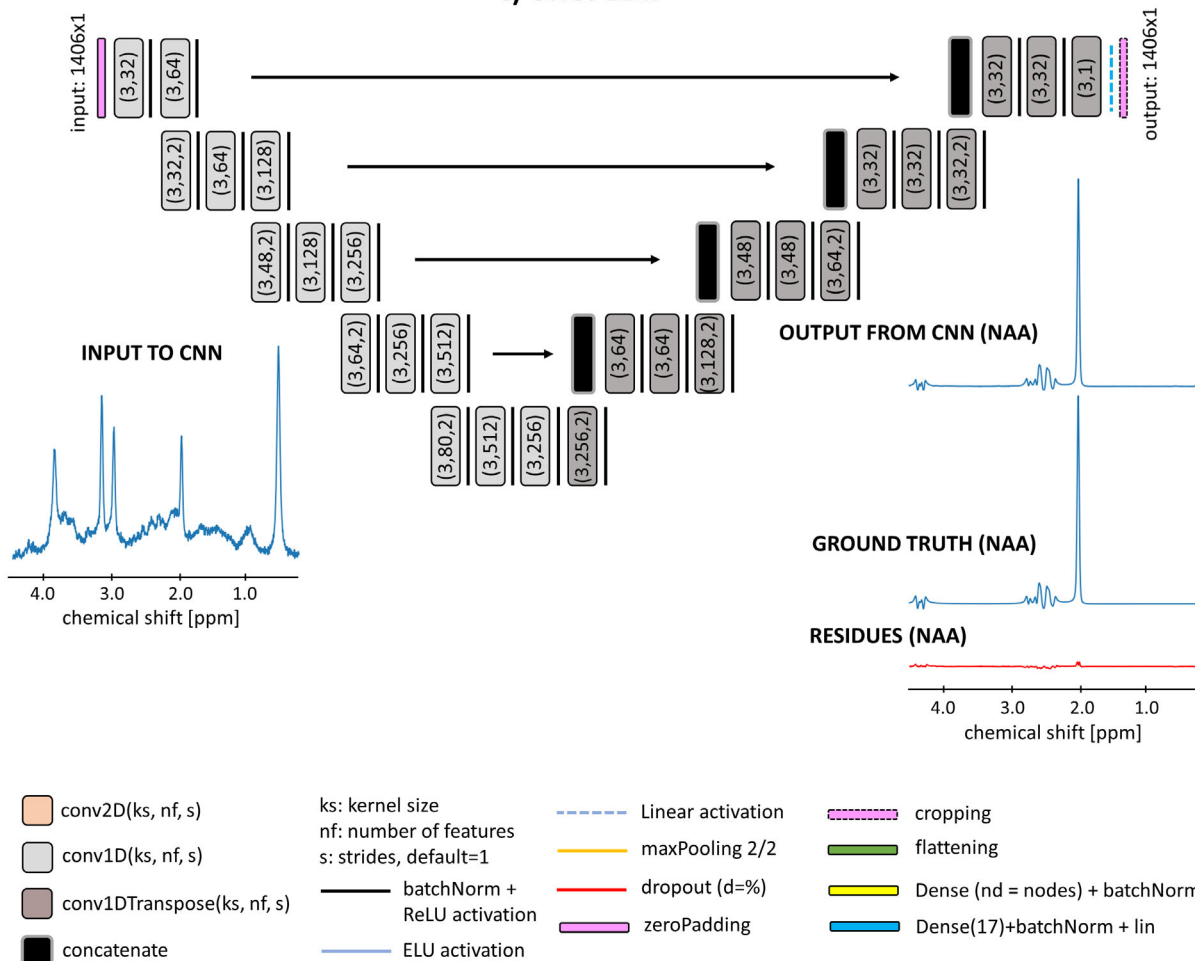 input: 1406x1
(3,32)
(3,64)
(3,32)
(3,32)
(3,1)
output: 1406x1
(3,32,2)
(3,64)
(3,128)
(3,32)
(3,32)
(3,32,2)
(3,48,2)
(3,128)
(3,256)
(3,48)
(3,48)
(3,64,2)
(3,64,2)
(3,256)
(3,512)
(3,64)
(3,64)
(3,128,2)
(3,80,2)
(3,512)
(3,256)
(3,256,2)
INPUT TO CNN
4.0 3.0 2.0 1.0
chemical shift [ppm]
OUTPUT FROM CNN (NAA)
GROUND TRUTH (NAA)
RESIDUES (NAA)
4.0 3.0 2.0 1.0
chemical shift [ppm]
conv2D(ks, nf, s)
conv1D(ks, nf, s)
conv1DTranspose(ks, nf, s)
concatenate
ks: kernel size
nf: number of features
s: strides, default=1
batchNorm +
ReLU activation
ELU activation
Linear activation
maxPooling 2/2
dropout (d=%)
zeroPadding
cropping
flattening
Dense (nd = nodes) + batchNorm
Dense(17)+batchNorm + lin